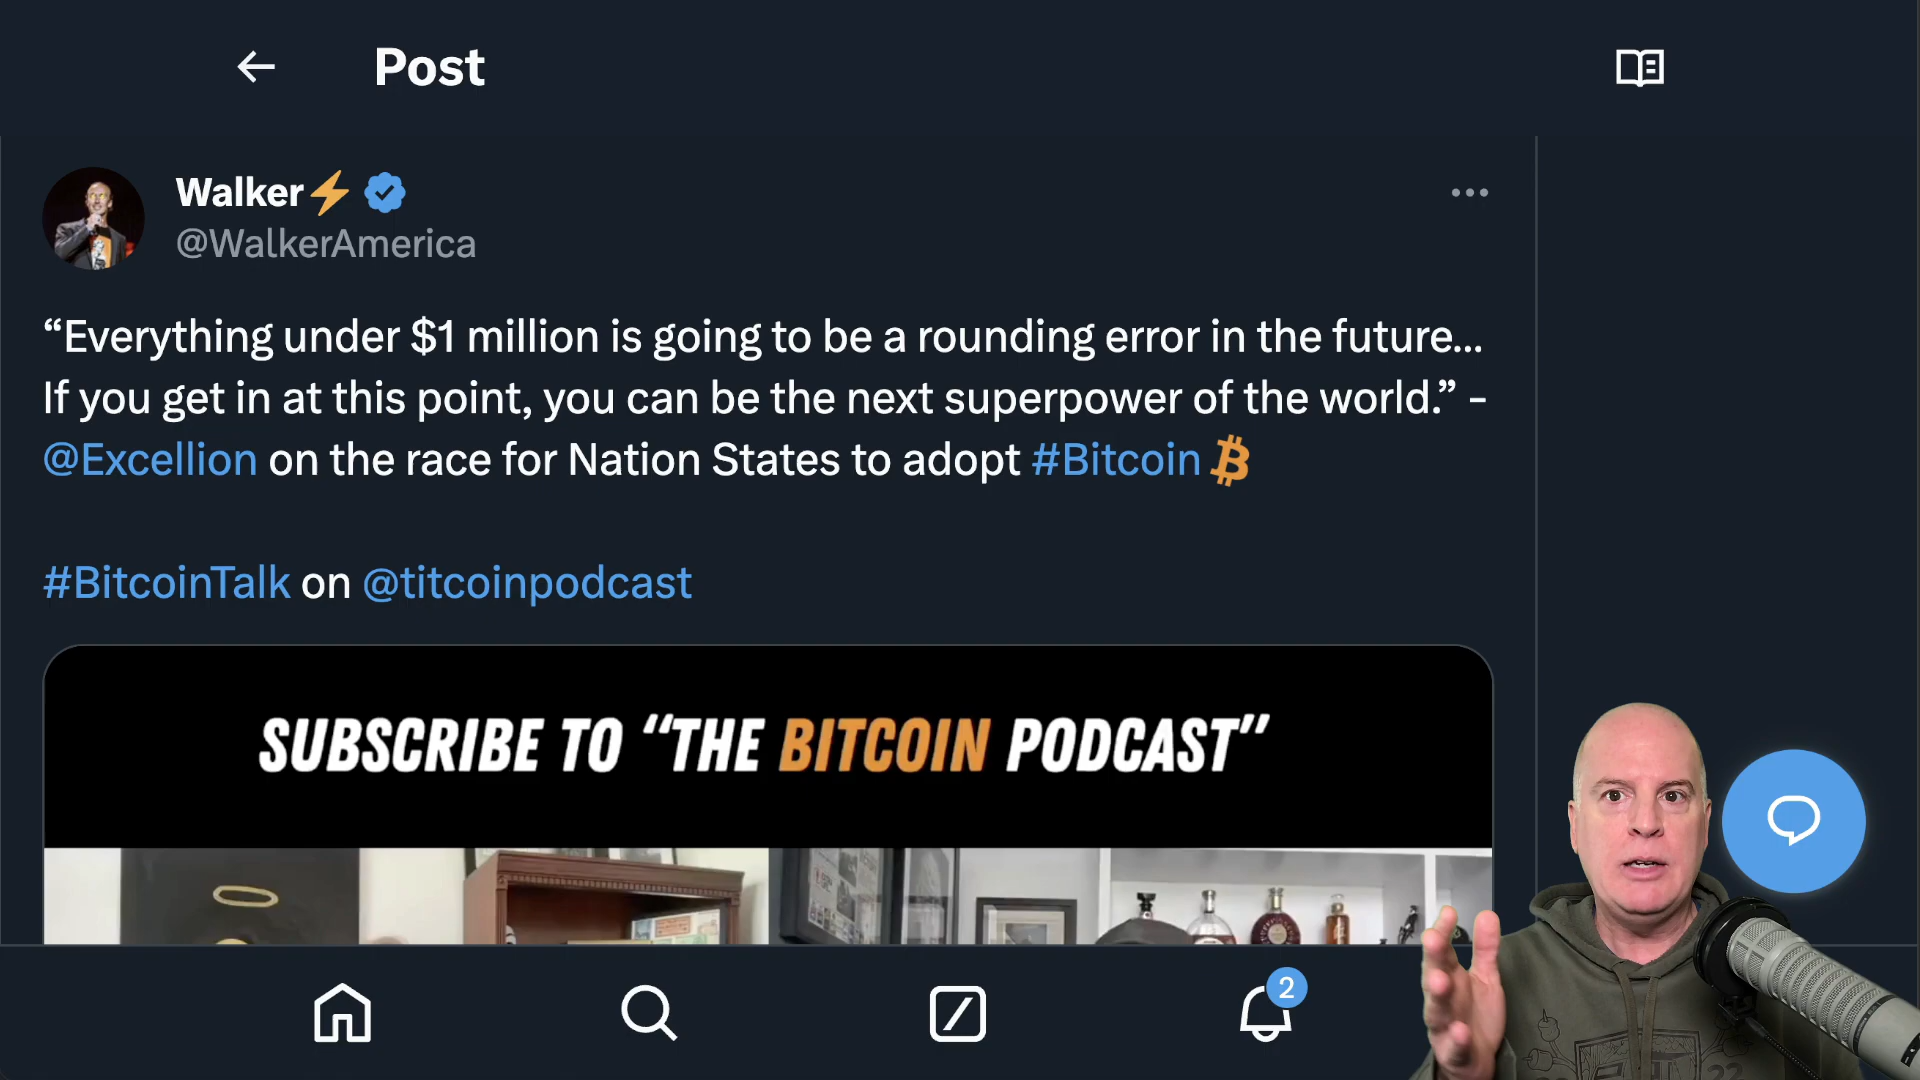 Post
Walker⚡
@WalkerAmerica
“Everything under $1 million is going to be a rounding error in the future...
If you get in at this point, you can be the next superpower of the world.” -
@Excellion on the race for Nation States to adopt #Bitcoin
#BitcoinTalk on @titcoinpodcast
SUBSCRIBE TO “THE BITCOIN PODCAST”
2